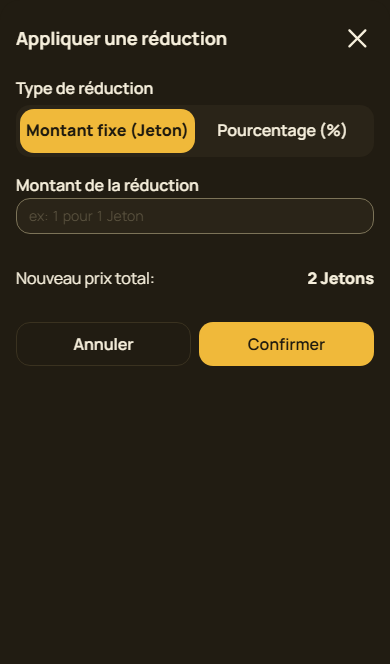 Appliquer une réduction
Type de réduction
Montant fixe (Jeton) Pourcentage (%)
Montant de la réduction
ex: 1 pour 1 Jeton
Nouveau prix total: 2 Jetons
Annuler Confirmer